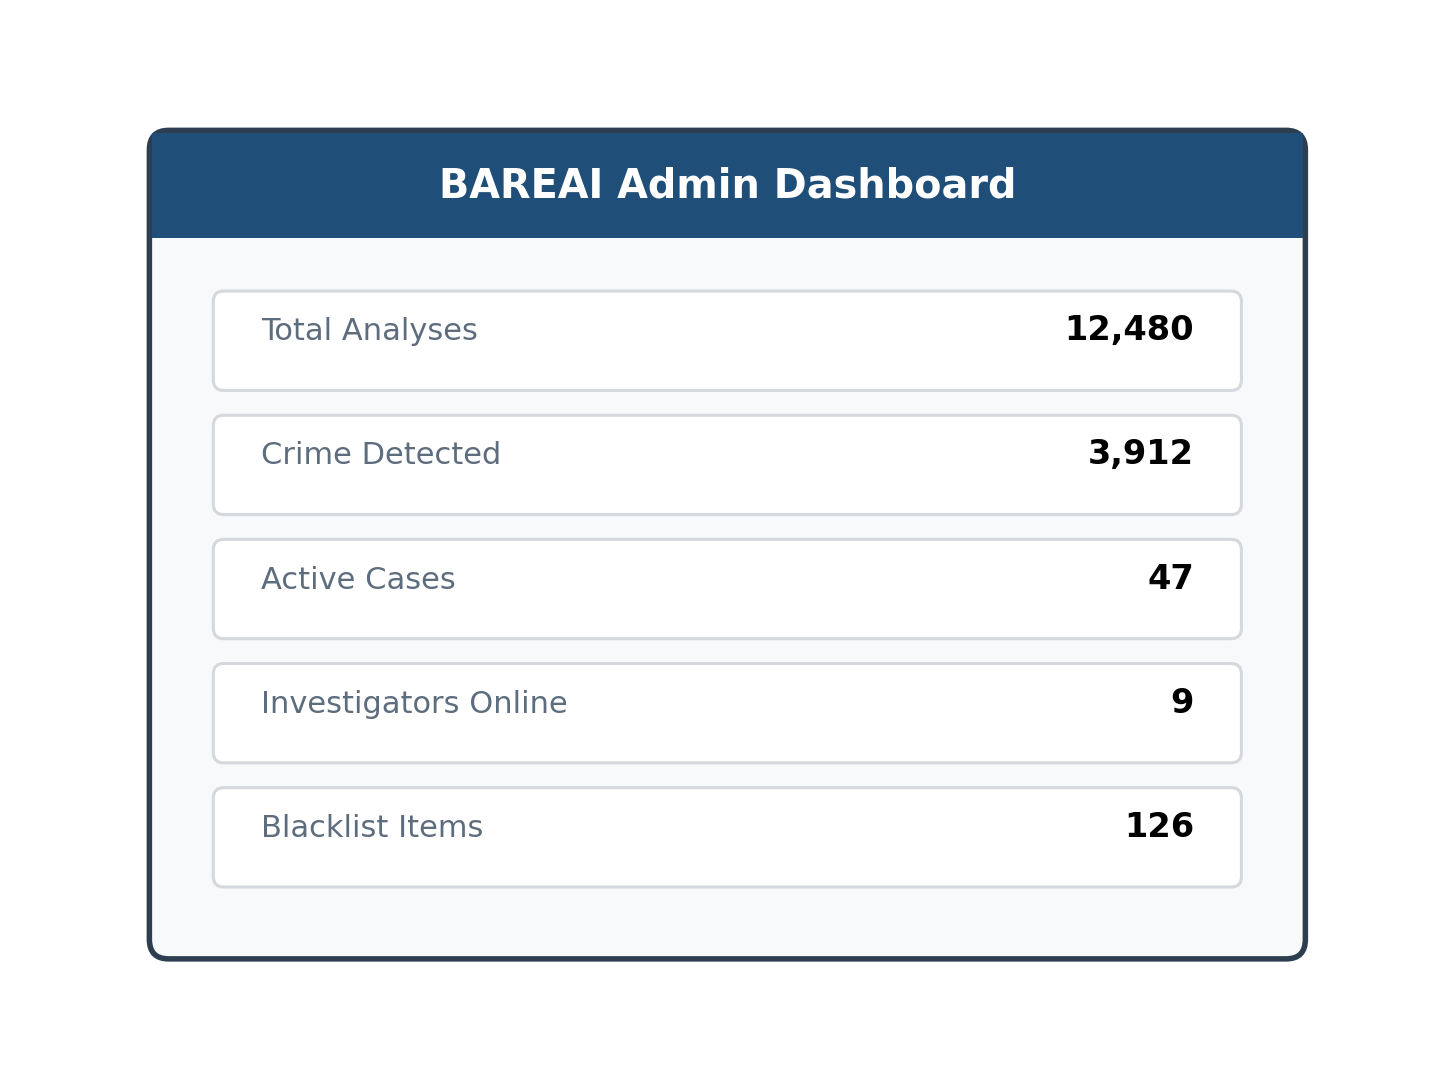 BAREAI Admin Dashboard
Total Analyses 12,480
Crime Detected 3,912
Active Cases 47
Investigators Online 9
Blacklist Items 126